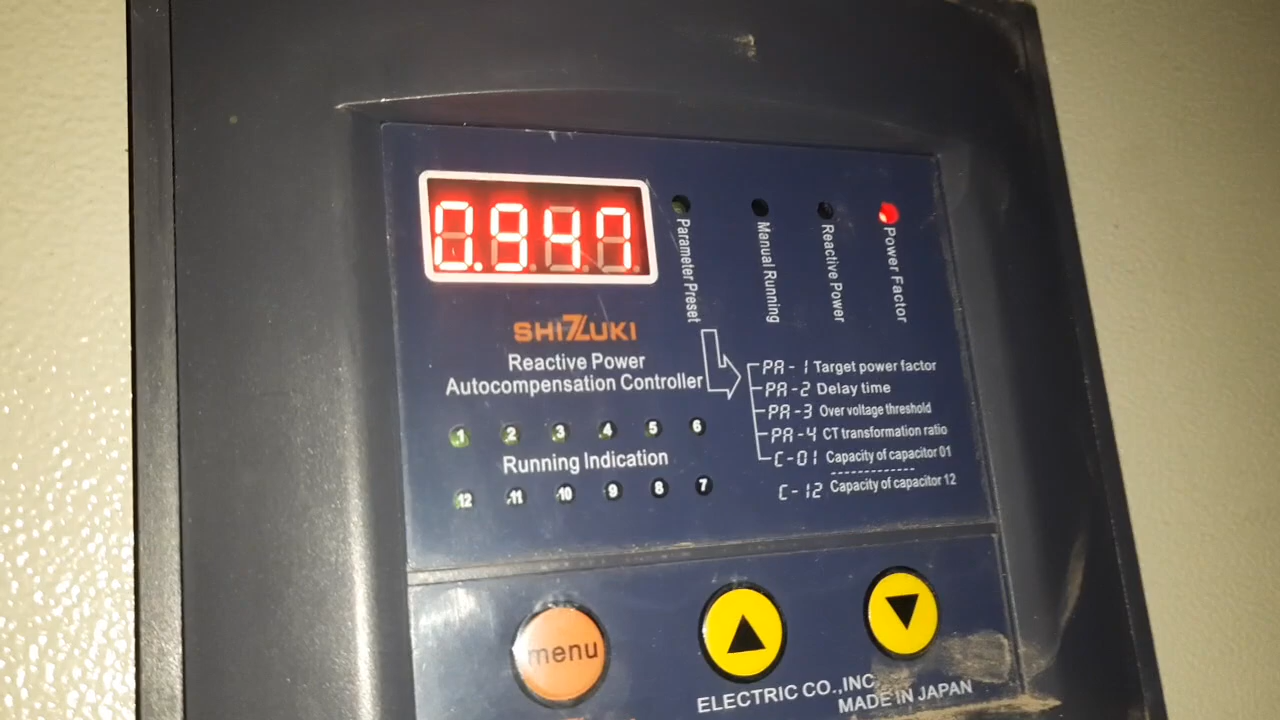 0.947
Parameter Preset
Manual Running
Reactive Power
Power Factor
SHIZUKI
Reactive Power
Autocompensation Controller
PA-1 Target power factor
PA-2 Delay time
PA-3 Over voltage threshold
PA-4 CT transformation ratio
C-01 Capacity of capacitor 01
C-12 Capacity of capacitor 12
1 2 3 4 5 6
Running Indication
12 11 10 9 8 7
menu
ELECTRIC CO.,INC
MADE IN JAPAN